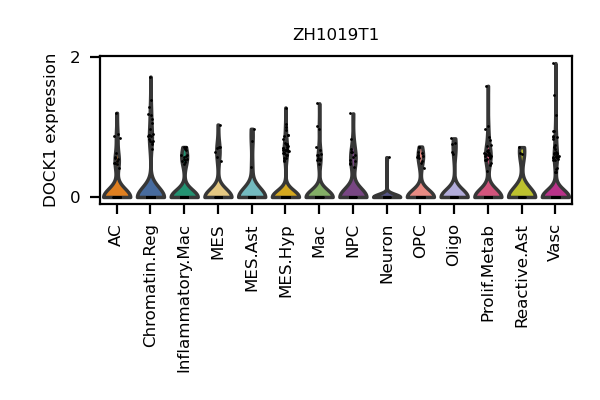 ZH1019T1
DOCK1 expression
2
0
AC
Chromatin.Reg
Inflammatory.Mac
MES
MES.Ast
MES.Hyp
Mac
NPC
Neuron
OPC
Oligo
Prolif.Metab
Reactive.Ast
Vasc